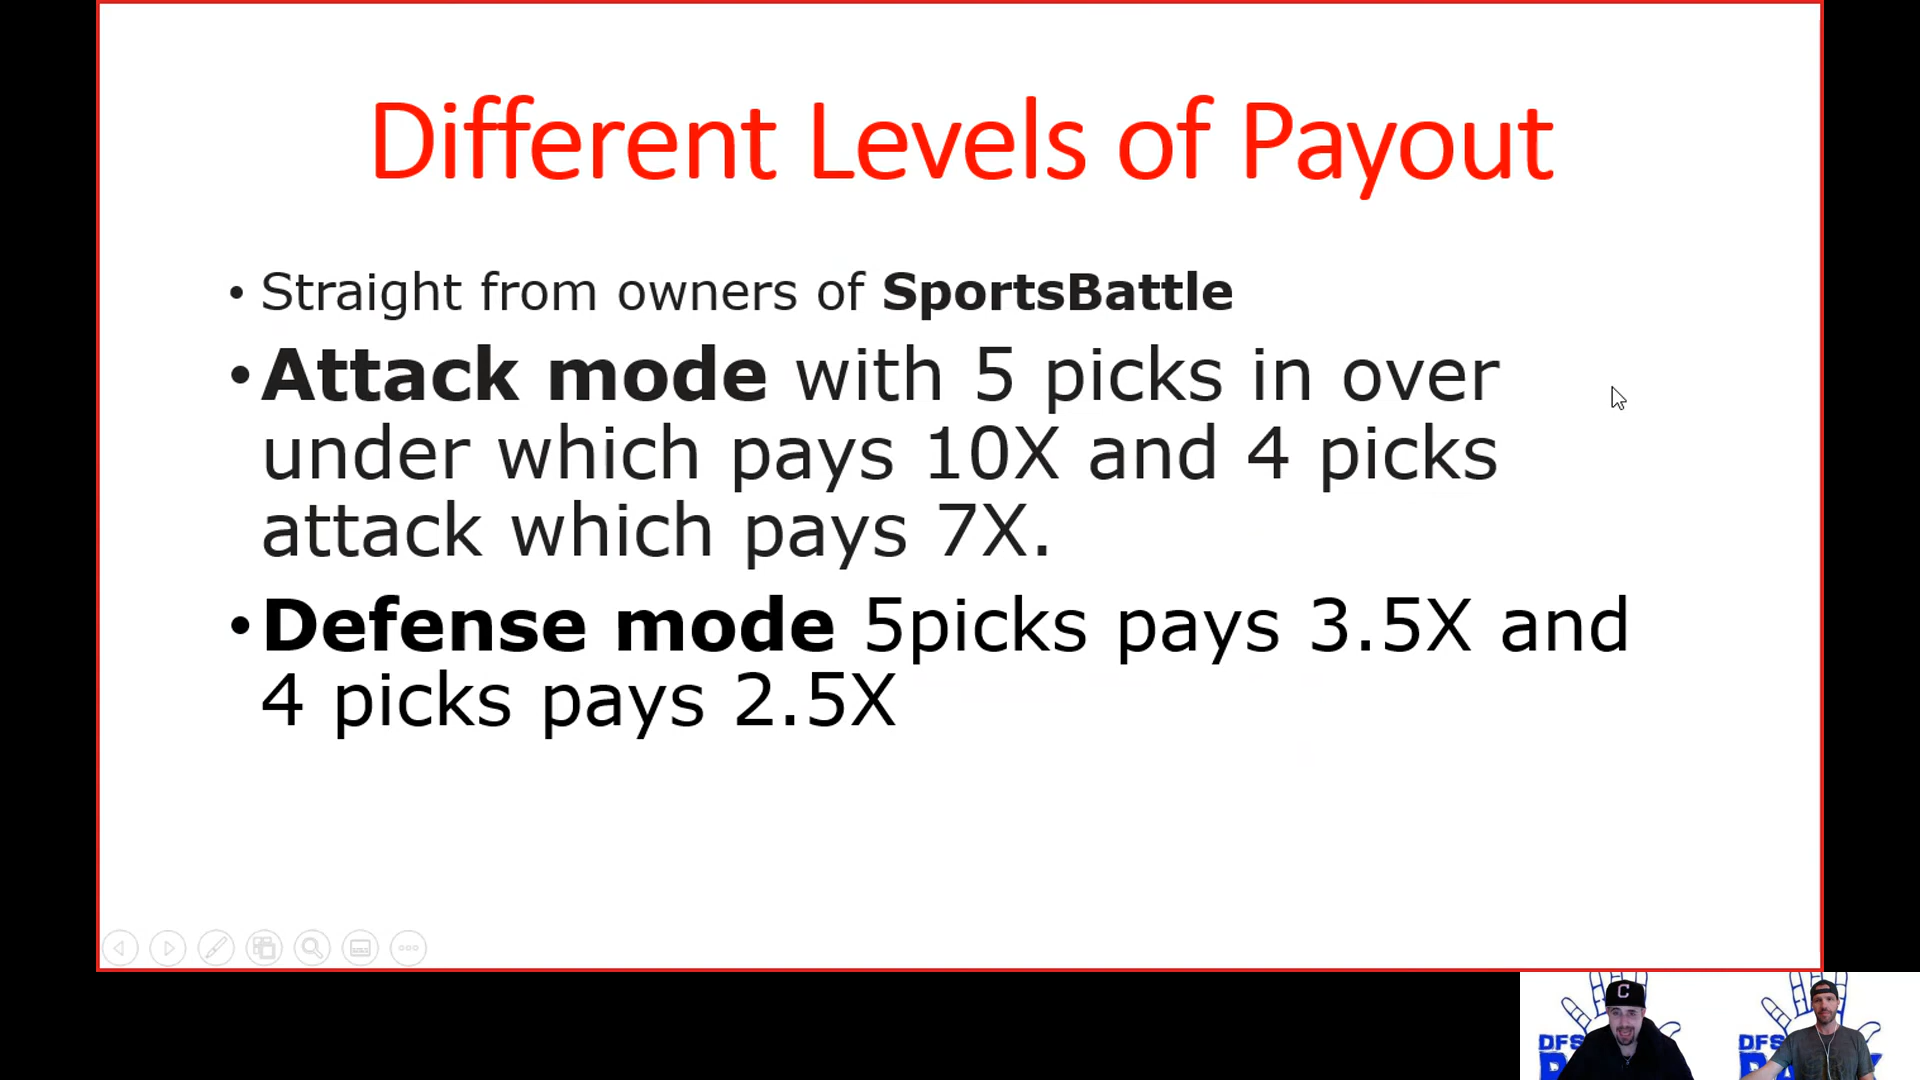 Different Levels of Payout
• Straight from owners of SportsBattle
• Attack mode with 5 picks in over
under which pays 10X and 4 picks
attack which pays 7X.
• Defense mode 5picks pays 3.5X and
4 picks pays 2.5X
C
DFS
DFS